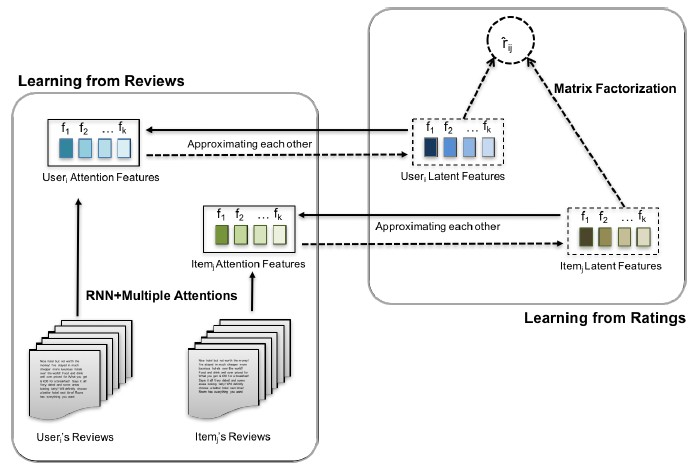 r̂ij
Matrix Factorization
Learning from Reviews
f1 f2 … fk
f1 f2 … fk
Approximating each other
Useri Attention Features
Useri Latent Features
f1 f2 … fk
f1 f2 … fk
Approximating each other
Itemj Attention Features
Itemj Latent Features
RNN+Multiple Attentions
Learning from Ratings
Useri's Reviews
Itemj's Reviews